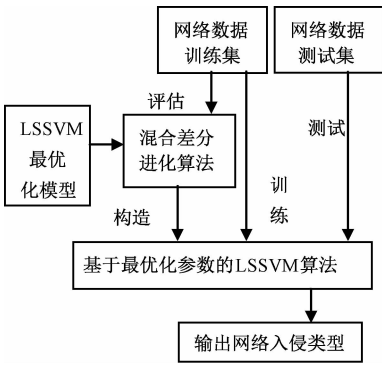 网络数据
训练集
网络数据
测试集
评估
LSSVM
最优
化模型
混合差分
进化算法
测试
训
练
构造
基于最优化参数的LSSVM算法
输出网络入侵类型